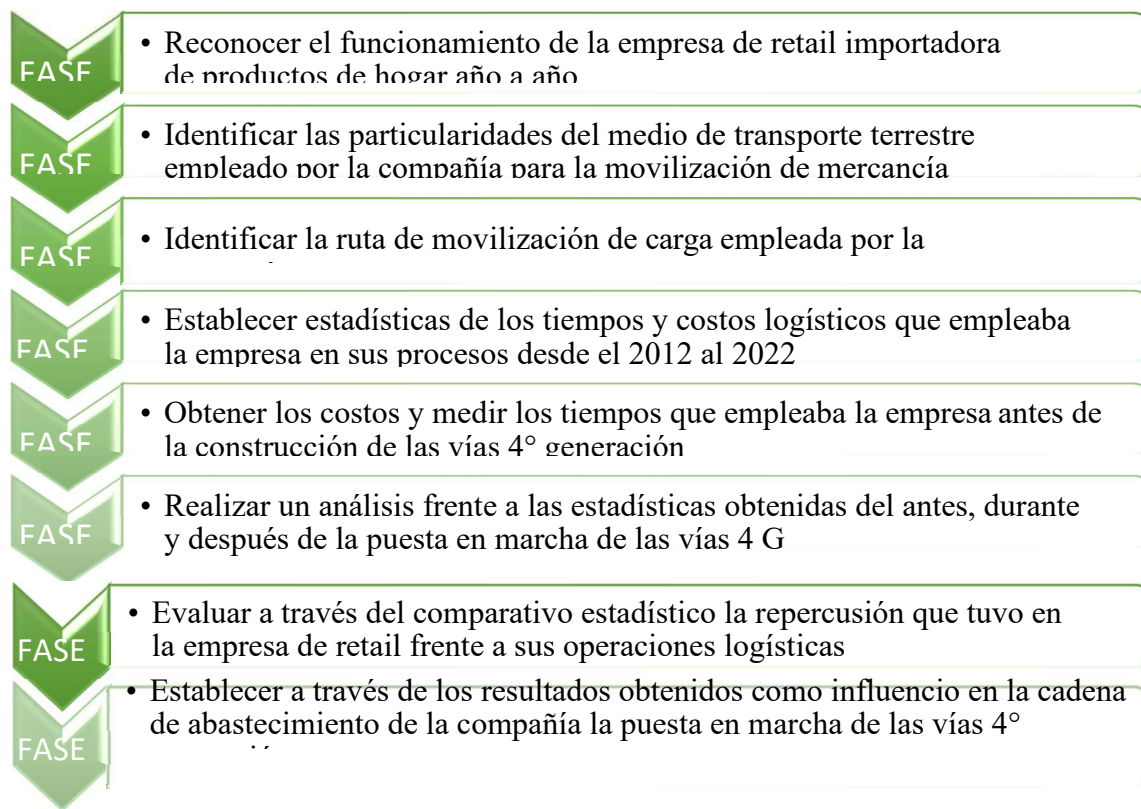 FASE
• Reconocer el funcionamiento de la empresa de retail importadora
de productos de hogar año a año
FASE
• Identificar las particularidades del medio de transporte terrestre
empleado por la compañía para la movilización de mercancía
FASE
• Identificar la ruta de movilización de carga empleada por la
FASE
• Establecer estadísticas de los tiempos y costos logísticos que empleaba
la empresa en sus procesos desde el 2012 al 2022
FASE
• Obtener los costos y medir los tiempos que empleaba la empresa antes de
la construcción de las vías 4° generación
FASE
• Realizar un análisis frente a las estadísticas obtenidas del antes, durante
y después de la puesta en marcha de las vías 4 G
FASE
• Evaluar a través del comparativo estadístico la repercusión que tuvo en
la empresa de retail frente a sus operaciones logísticas
FASE
• Establecer a través de los resultados obtenidos como influencio en la cadena
de abastecimiento de la compañía la puesta en marcha de las vías 4°